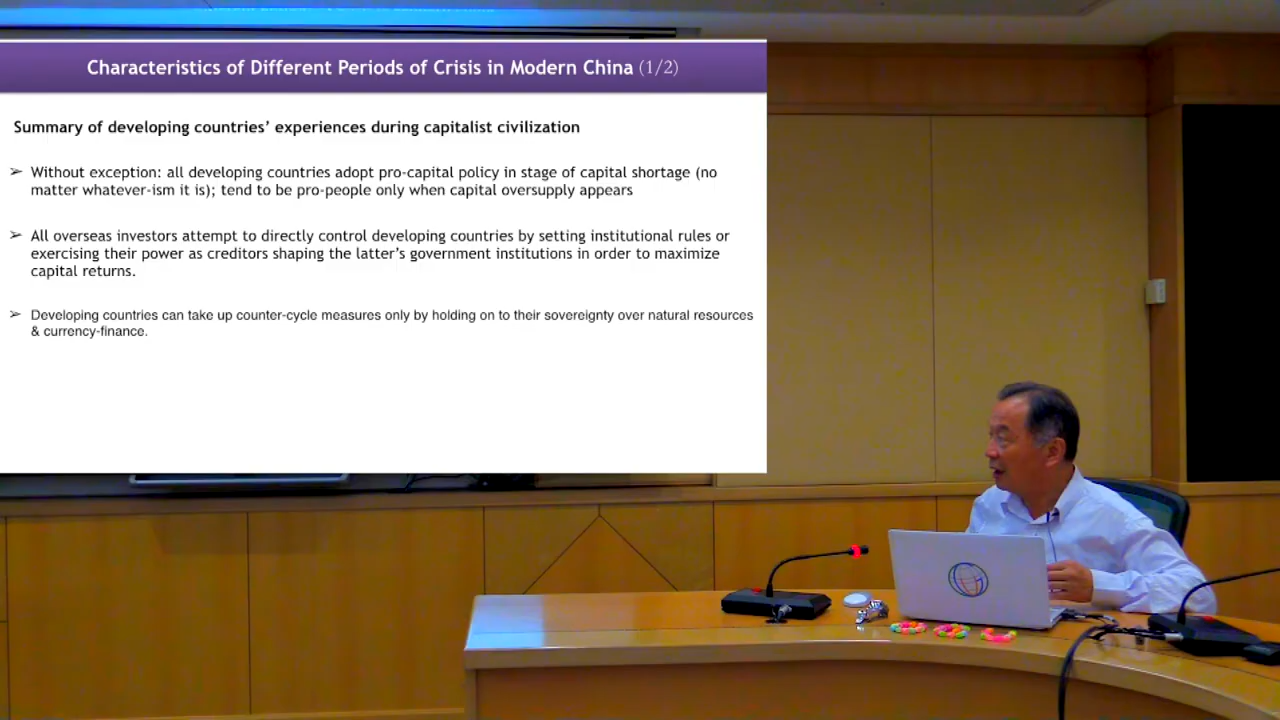 Characteristics of Different Periods of Crisis in Modern China (1/2)
Summary of developing countries’ experiences during capitalist civilization
➢ Without exception: all developing countries adopt pro-capital policy in stage of capital shortage (no
matter whatever-ism it is); tend to be pro-people only when capital oversupply appears
➢ All overseas investors attempt to directly control developing countries by setting institutional rules or
exercising their power as creditors shaping the latter’s government institutions in order to maximize
capital returns.
➢ Developing countries can take up counter-cycle measures only by holding on to their sovereignty over natural resources
& currency-finance.